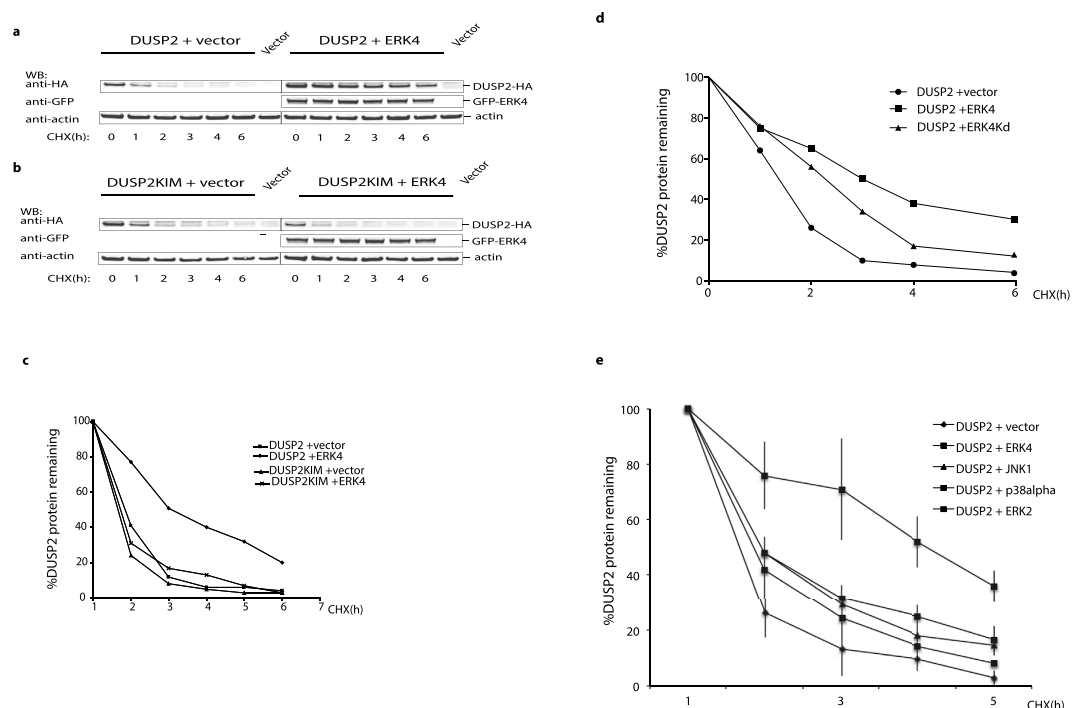 a
DUSP2 + vector
Vector
DUSP2 + ERK4
Vector
WB:
anti-HA
DUSP2-HA
anti-GFP
GFP-ERK4
anti-actin
actin
CHX(h): 0 1 2 3 4 6 0 1 2 3 4 6
b
DUSP2KIM + vector
Vector
DUSP2KIM + ERK4
Vector
WB:
anti-HA
DUSP2-HA
anti-GFP
GFP-ERK4
anti-actin
actin
CHX(h): 0 1 2 3 4 6 0 1 2 3 4 6
c
%DUSP2 protein remaining
100
80
60
40
20
0
1 2 3 4 5 6 7
CHX(h)
DUSP2 +vector
DUSP2 +ERK4
DUSP2KIM +vector
DUSP2KIM +ERK4
d
%DUSP2 protein remaining
100
80
60
40
20
0
0 2 4 6
CHX(h)
DUSP2 +vector
DUSP2 +ERK4
DUSP2 +ERK4Kd
e
%DUSP2 protein remaining
100
80
60
40
20
0
1 3 5
CHX(h)
DUSP2 + vector
DUSP2 + ERK4
DUSP2 + JNK1
DUSP2 + p38alpha
DUSP2 + ERK2